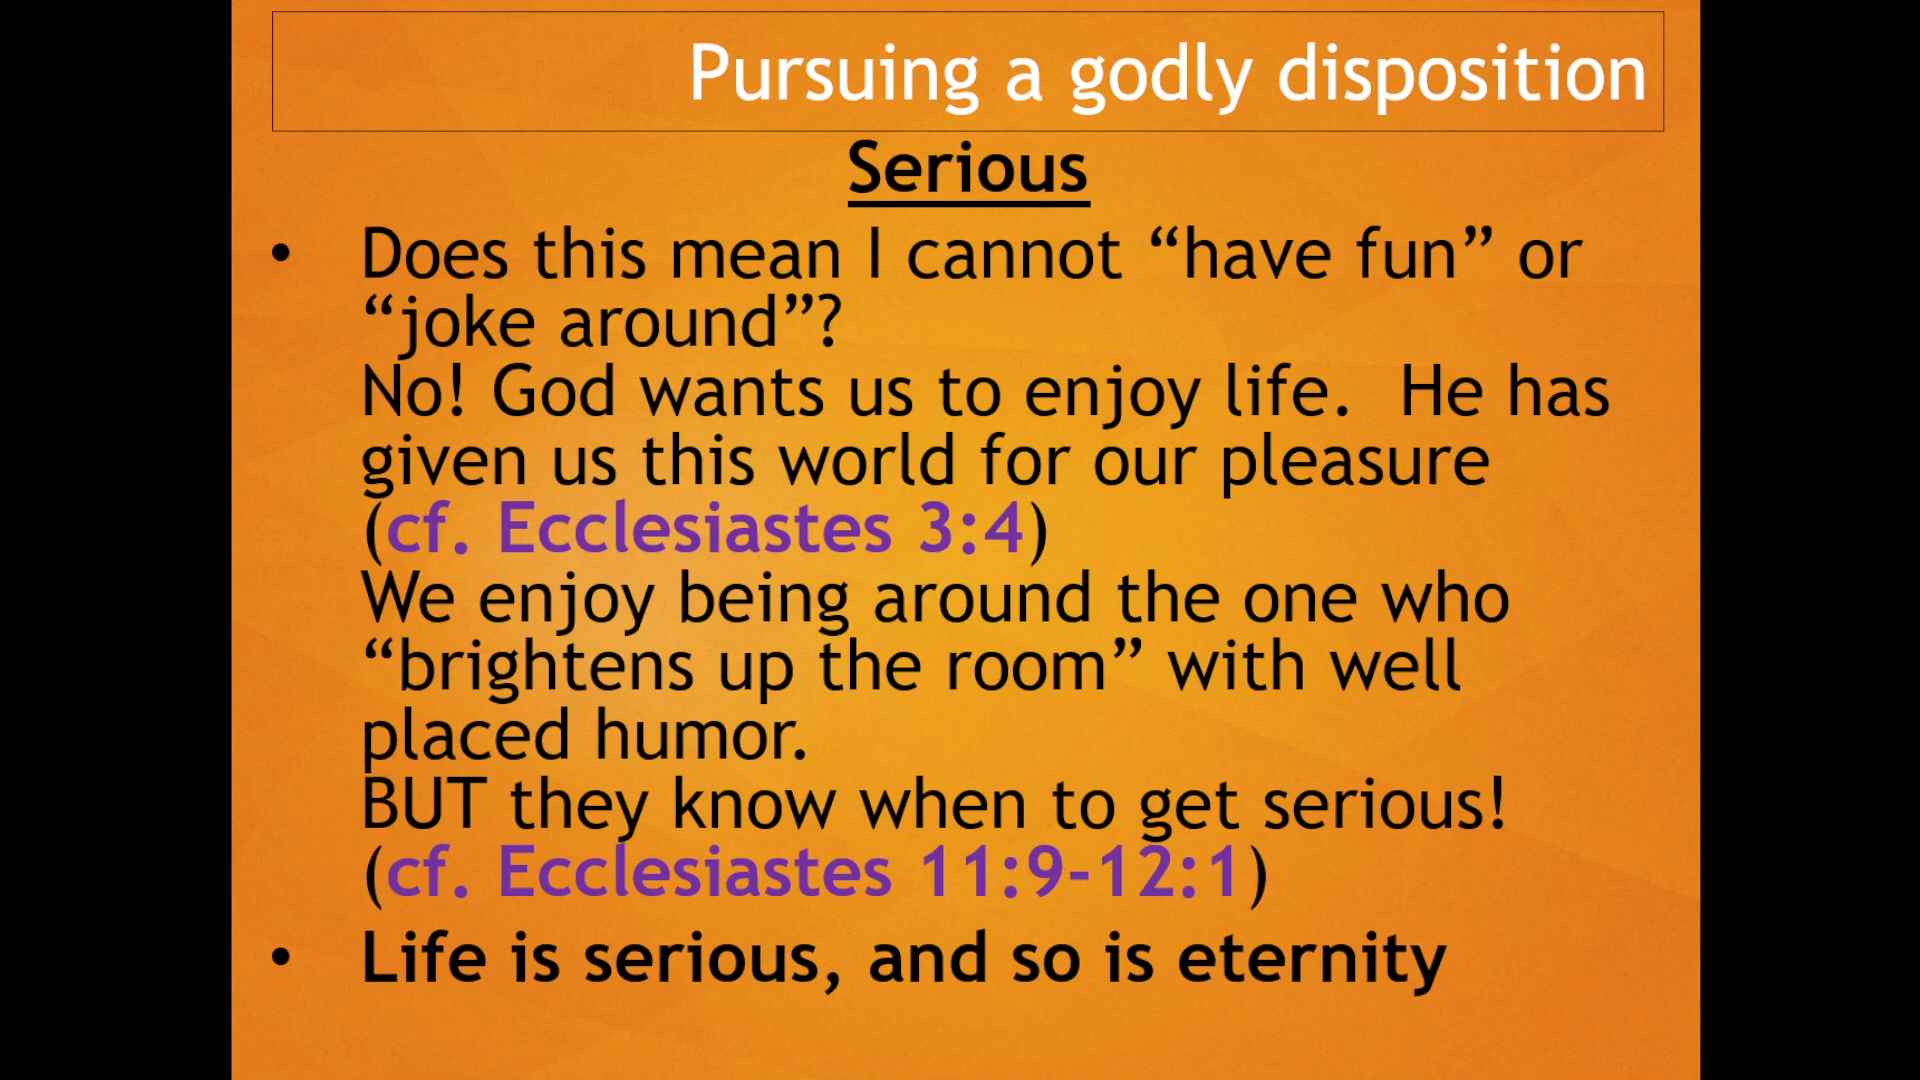 Pursuing a godly disposition
Serious
• Does this mean I cannot “have fun” or
“joke around”?
No! God wants us to enjoy life.  He has
given us this world for our pleasure
(cf. Ecclesiastes 3:4)
We enjoy being around the one who
“brightens up the room” with well
placed humor.
BUT they know when to get serious!
(cf. Ecclesiastes 11:9-12:1)
• Life is serious, and so is eternity